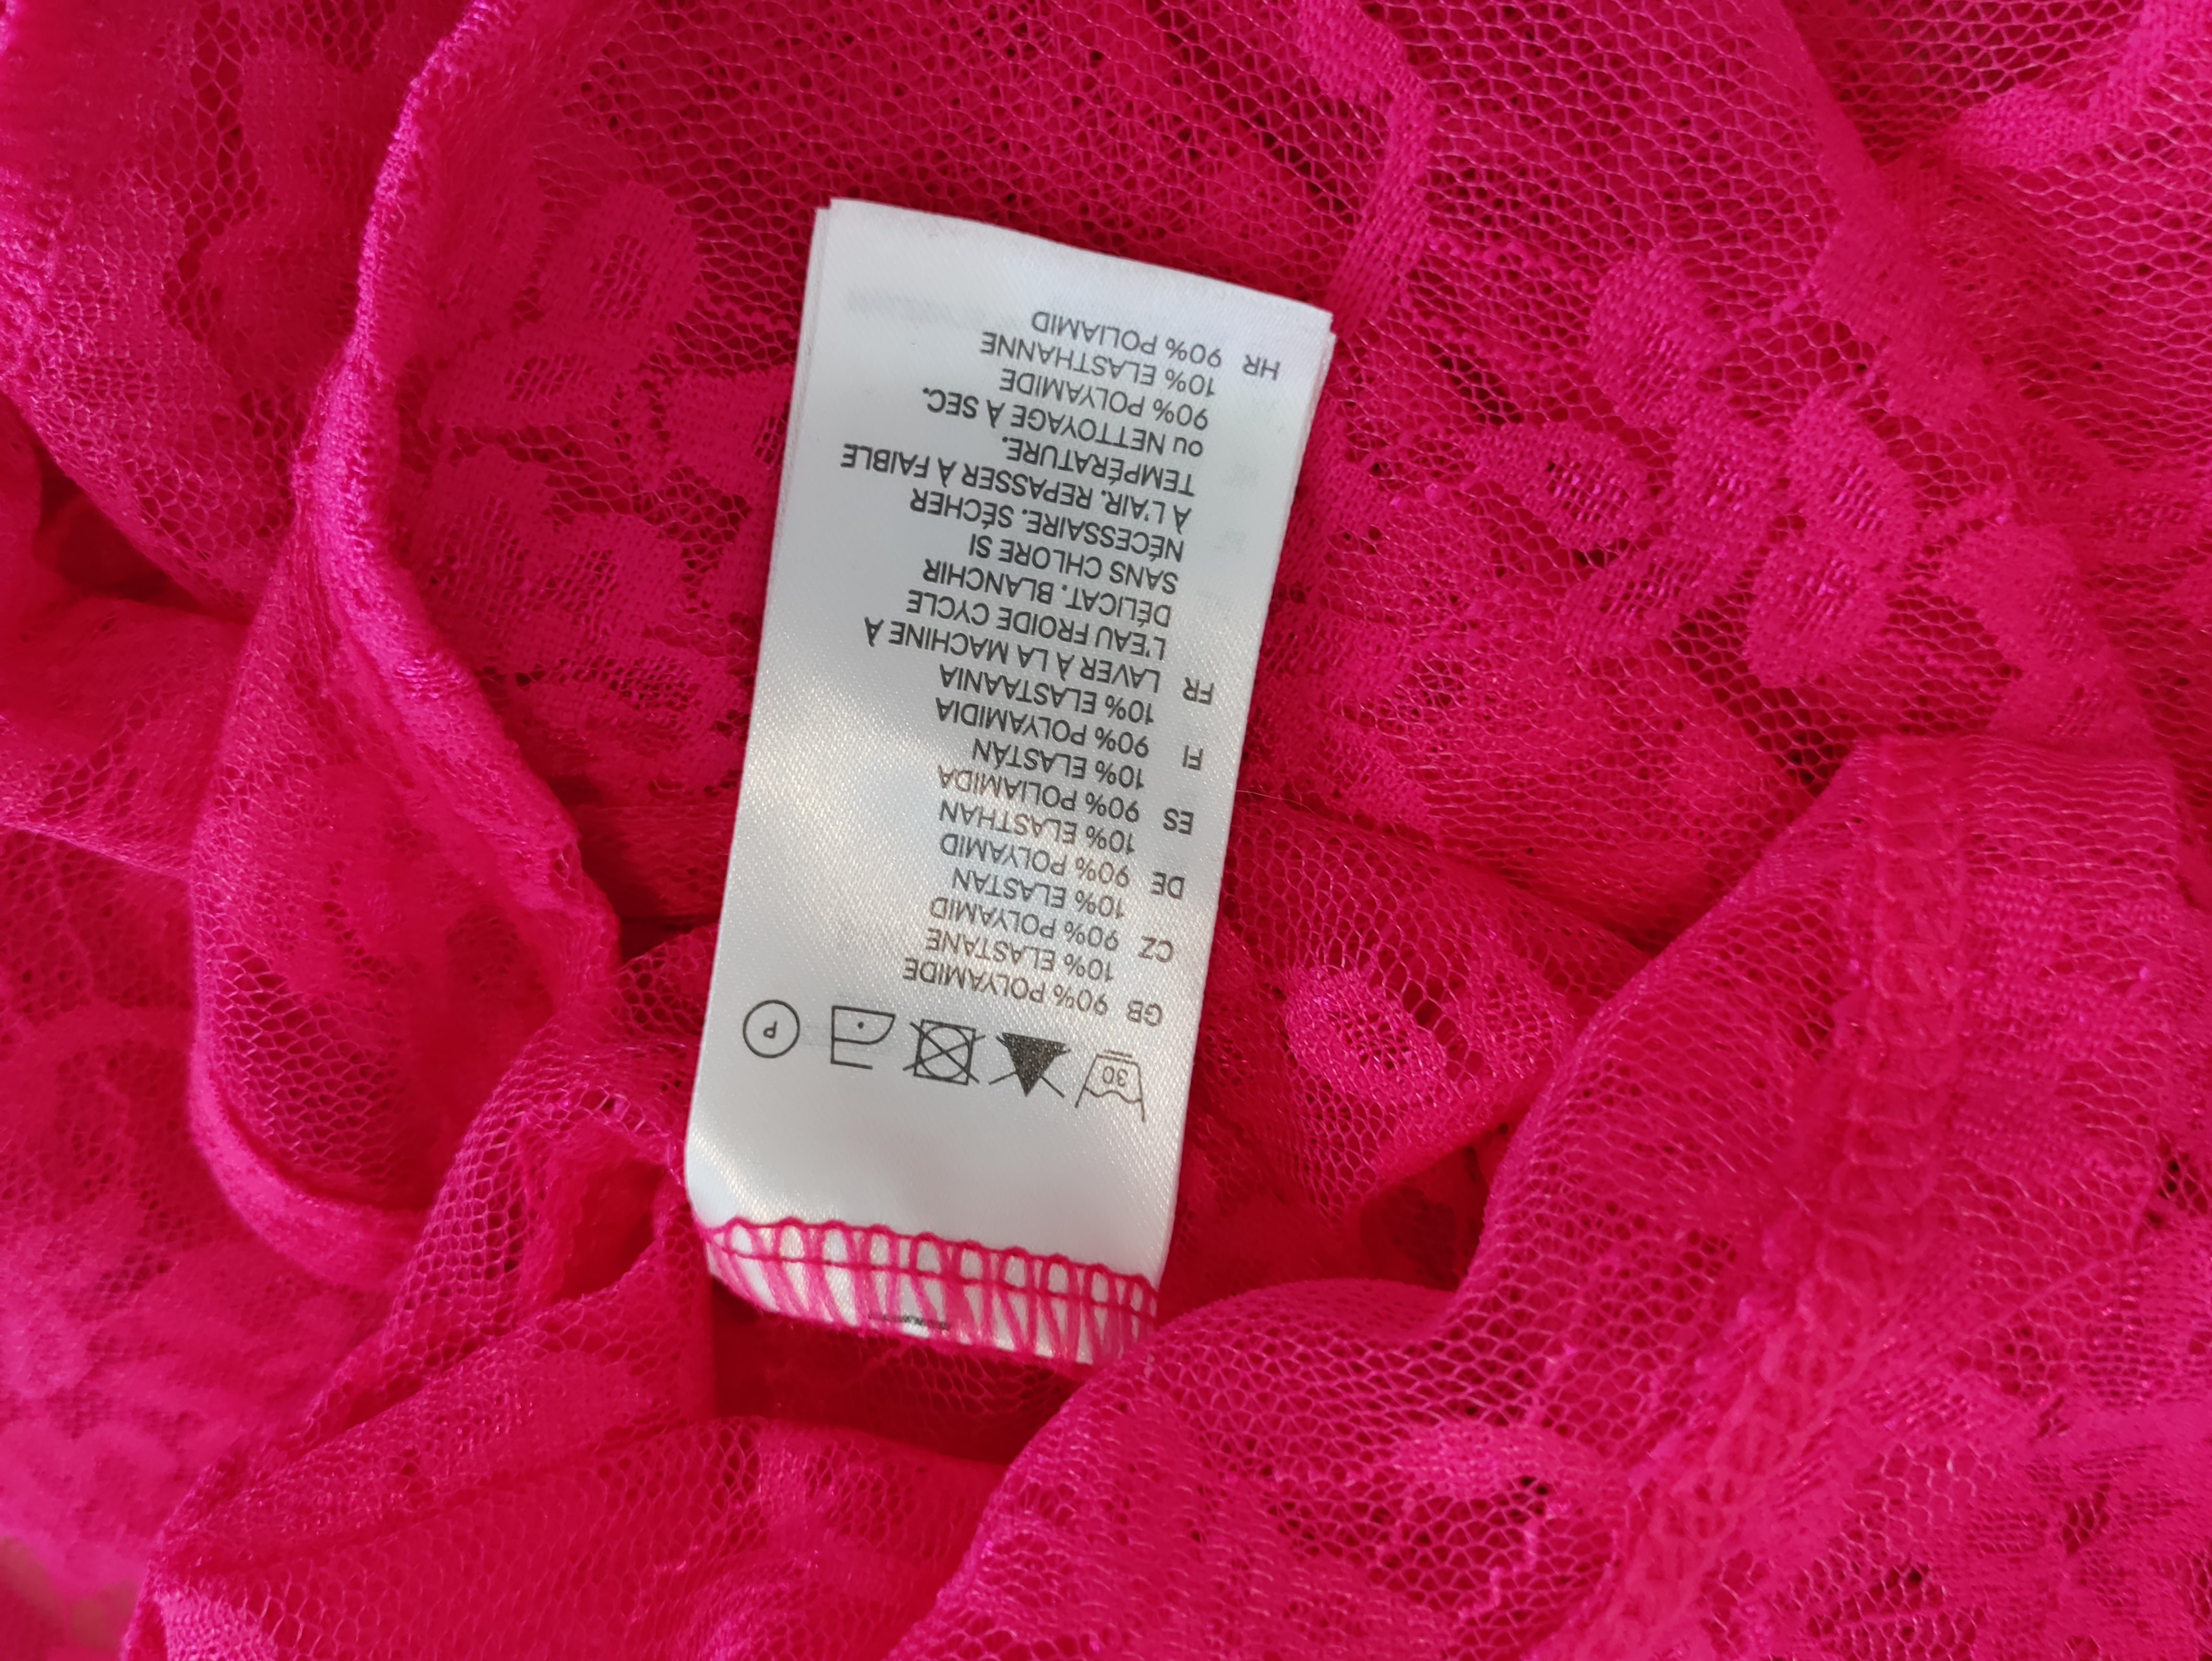 30
P
GB 90% POLYAMIDE
10% ELASTANE
CZ 90% POLYAMID
10% ELASTAN
DE 90% POLYAMID
10% ELASTHAN
ES 90% POLIAMIDA
10% ELASTÁN
FI 90% POLYAMIDIA
10% ELASTAANIA
FR LAVER À LA MACHINE À
L'EAU FROIDE CYCLE
DÉLICAT. BLANCHIR
SANS CHLORE SI
NÉCESSAIRE. SÉCHER
À L'AIR. REPASSER À FAIBLE
TEMPÉRATURE.
ou NETTOYAGE À SEC.
90% POLYAMIDE
10% ELASTHANNE
HR 90% POLIAMID